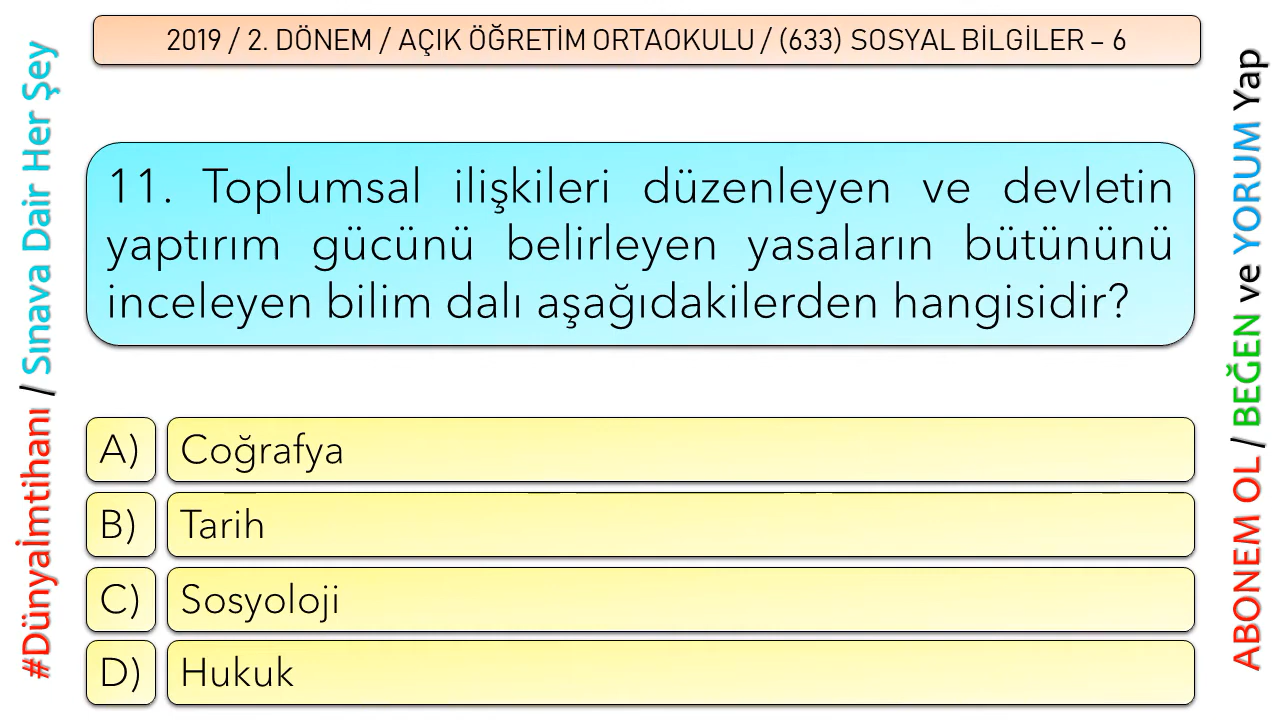 2019 / 2. DÖNEM / AÇIK ÖĞRETİM ORTAOKULU / (633) SOSYAL BİLGİLER – 6
11. Toplumsal ilişkileri düzenleyen ve devletin
yaptırım gücünü belirleyen yasaların bütününü
inceleyen bilim dalı aşağıdakilerden hangisidir?
A) Coğrafya
B) Tarih
C) Sosyoloji
D) Hukuk
#Dünyaİmtihanı / Sınava Dair Her Şey
ABONEM OL / BEĞEN ve YORUM Yap